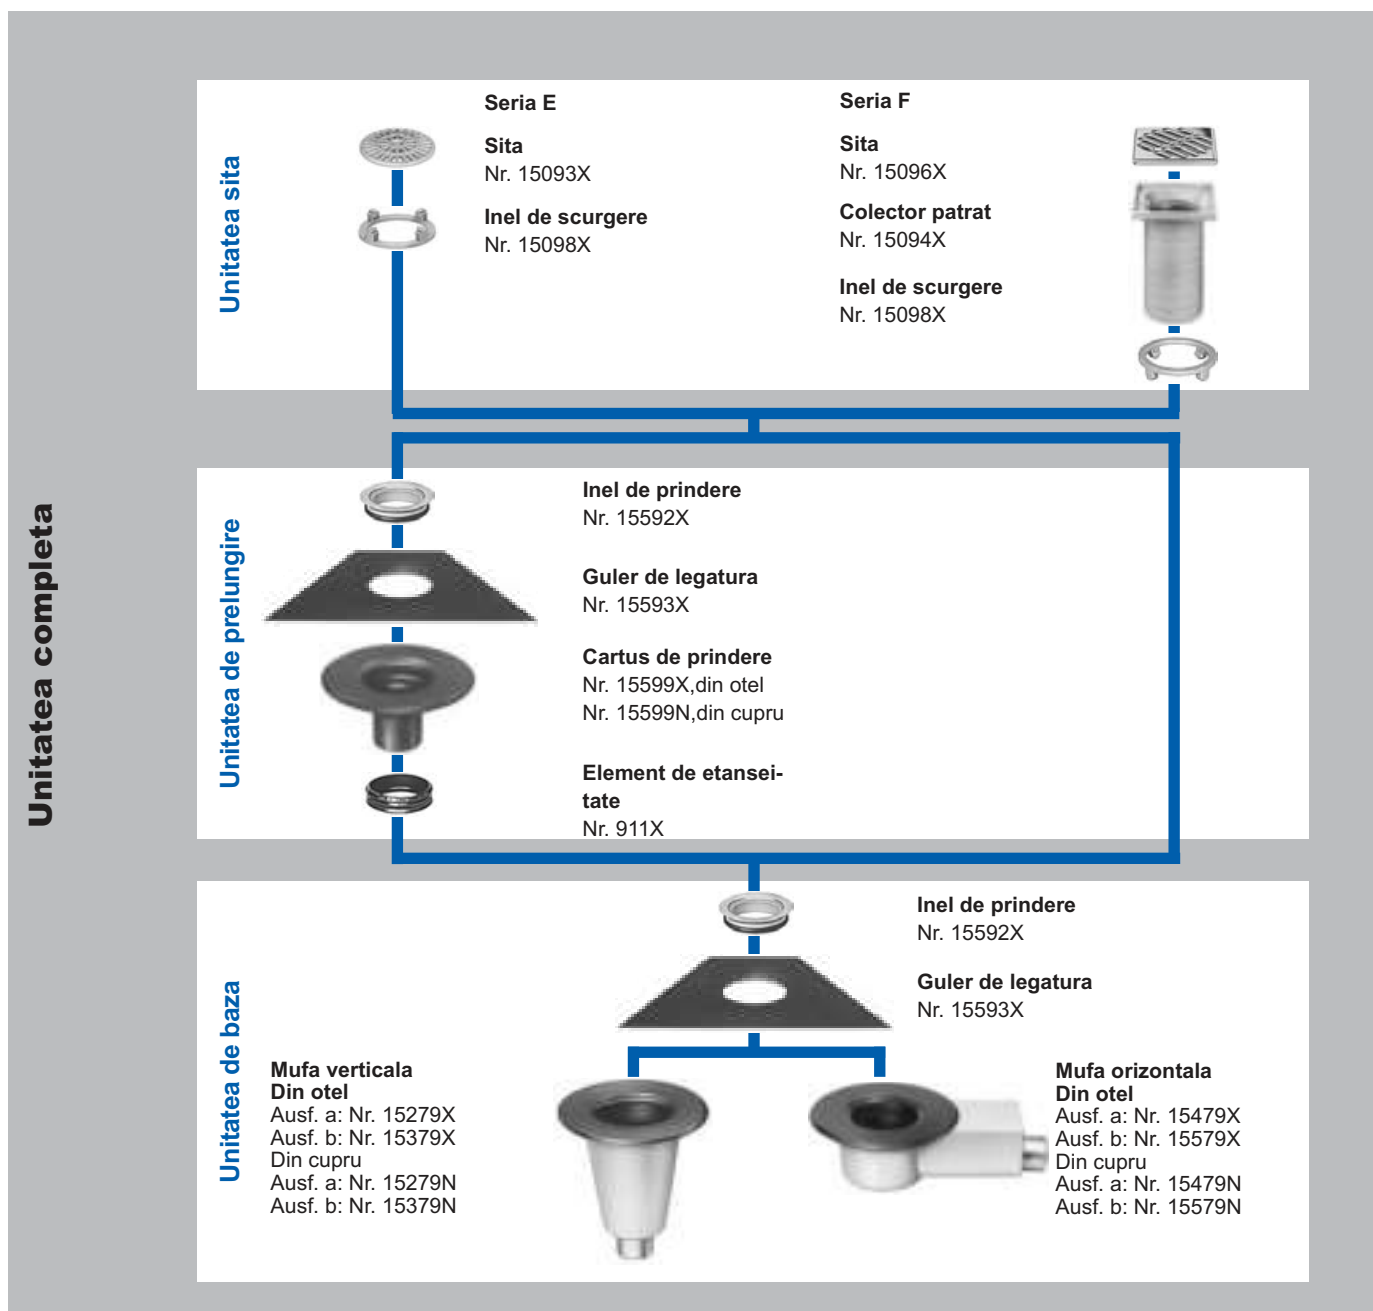 Unitatea completa
Unitatea sita
Seria E
Sita
Nr. 15093X
Inel de scurgere
Nr. 15098X
Seria F
Sita
Nr. 15096X
Colector patrat
Nr. 15094X
Inel de scurgere
Nr. 15098X
Unitatea de prelungire
Inel de prindere
Nr. 15592X
Guler de legatura
Nr. 15593X
Cartus de prindere
Nr. 15599X,din otel
Nr. 15599N,din cupru
Element de etansei-
tate
Nr. 911X
Unitatea de baza
Inel de prindere
Nr. 15592X
Guler de legatura
Nr. 15593X
Mufa verticala
Din otel
Ausf. a: Nr. 15279X
Ausf. b: Nr. 15379X
Din cupru
Ausf. a: Nr. 15279N
Ausf. b: Nr. 15379N
Mufa orizontala
Din otel
Ausf. a: Nr. 15479X
Ausf. b: Nr. 15579X
Din cupru
Ausf. a: Nr. 15479N
Ausf. b: Nr. 15579N